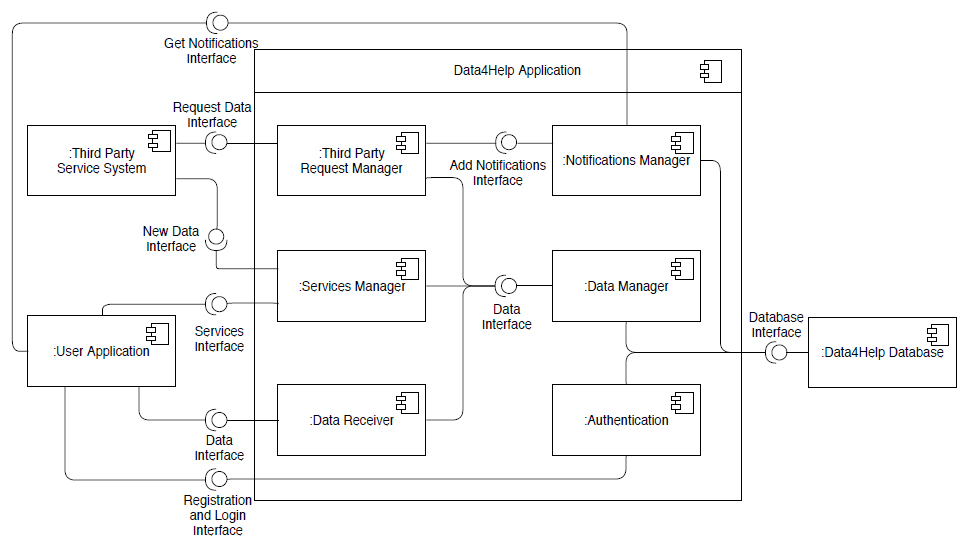 Get Notifications
Interface
Data4Help Application
Request Data
Interface
:Third Party
Service System
:Third Party
Request Manager
Add Notifications
Interface
:Notifications Manager
New Data
Interface
:Services Manager
Data
Interface
:Data Manager
Services
Interface
:User Application
Database
Interface
:Data4Help Database
:Data Receiver
:Authentication
Data
Interface
Registration
and Login
Interface